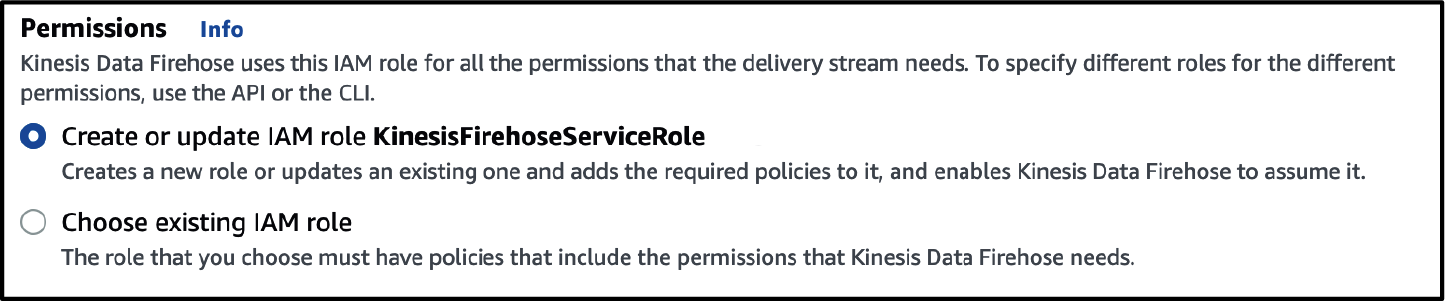 Permissions Info
Kinesis Data Firehose uses this IAM role for all the permissions that the delivery stream needs. To specify different roles for the different
permissions, use the API or the CLI.
Create or update IAM role KinesisFirehoseServiceRole
Creates a new role or updates an existing one and adds the required policies to it, and enables Kinesis Data Firehose to assume it.
Choose existing IAM role
The role that you choose must have policies that include the permissions that Kinesis Data Firehose needs.